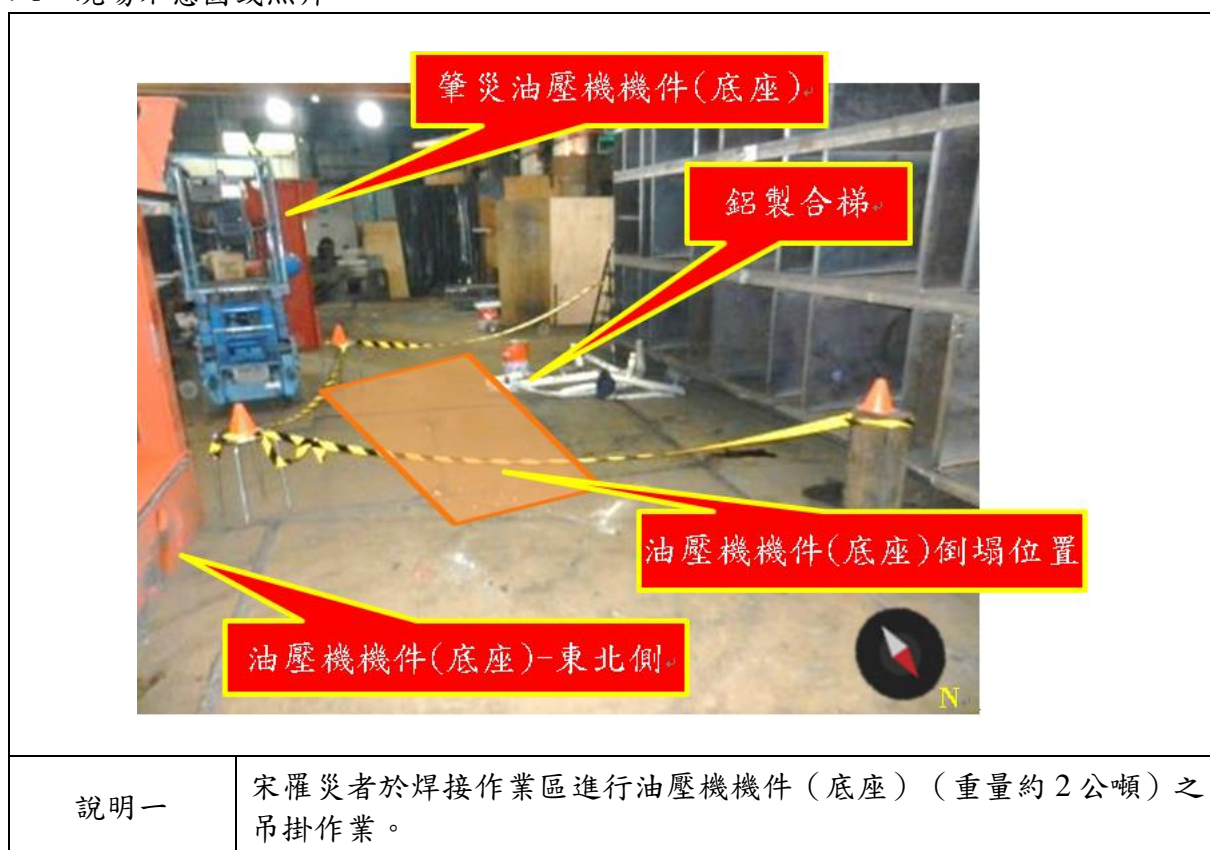 肇災油壓機機件(底座)
鋁製合梯
油壓機機件(底座)倒塌位置
油壓機機件(底座)-東北側
N
說明一
宋罹災者於焊接作業區進行油壓機機件（底座）（重量約 2 公噸）之
吊掛作業。